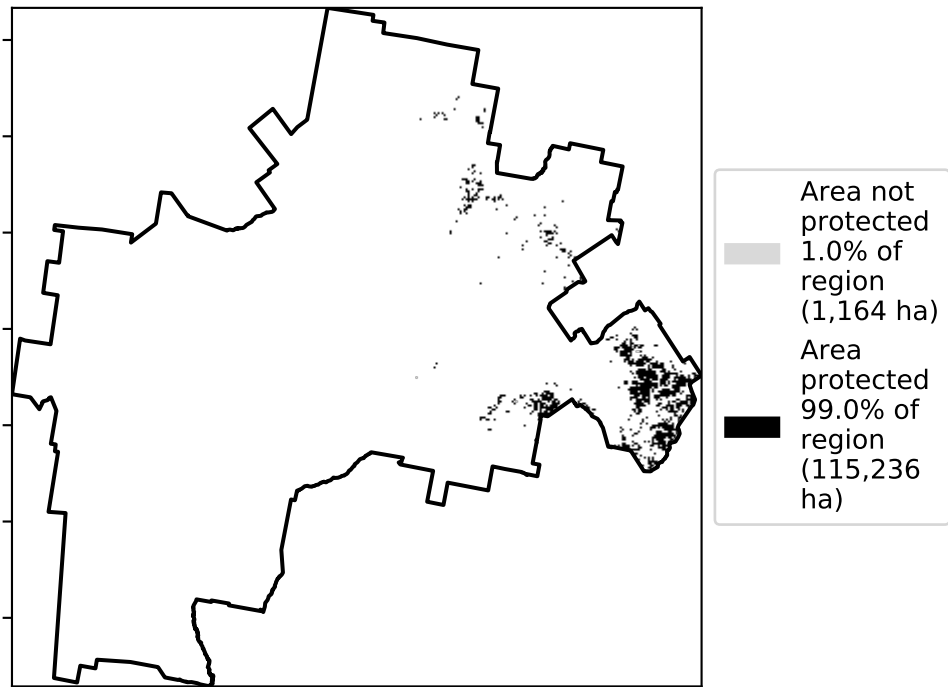 Area not
protected
1.0% of
region
(1,164 ha)
Area
protected
99.0% of
region
(115,236
ha)